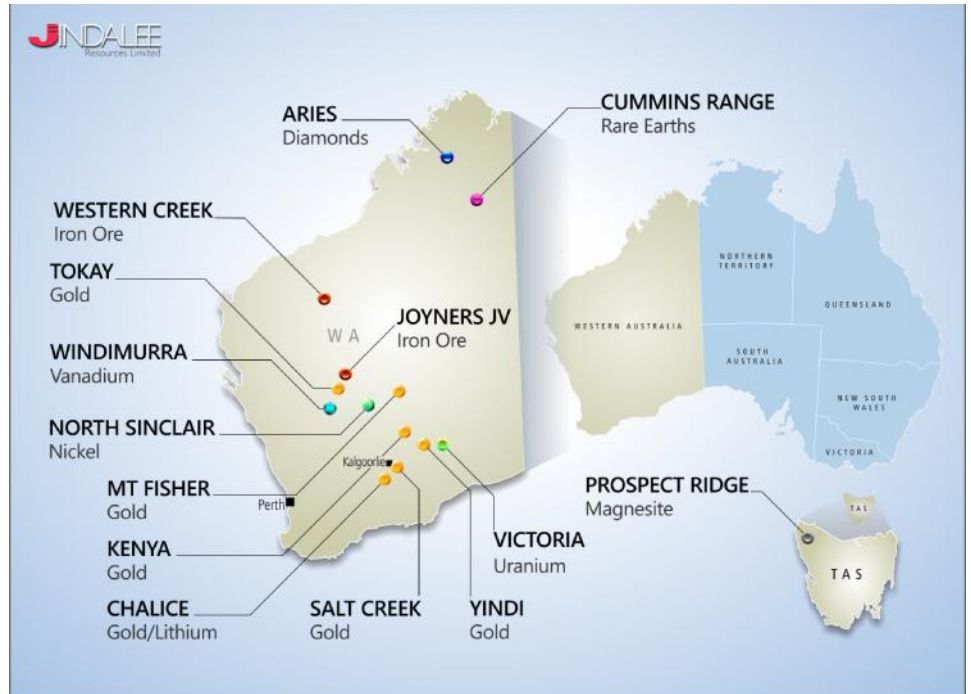 JINDALEE
Resources Limited
ARIES
Diamonds
CUMMINS RANGE
Rare Earths
WESTERN CREEK
Iron Ore
TOKAY
Gold
WINDIMURRA
Vanadium
NORTH SINCLAIR
Nickel
MT FISHER
Gold
KENYA
Gold
CHALICE
Gold/Lithium
SALT CREEK
Gold
YINDI
Gold
VICTORIA
Uranium
JOYNERS JV
Iron Ore
W A
Kalgoorlie
Perth
NORTHERN
TERRITORY
QUEENSLAND
WESTERN AUSTRALIA
SOUTH
AUSTRALIA
NEW SOUTH
WALES
VICTORIA
PROSPECT RIDGE
Magnesite
TAS
TAS